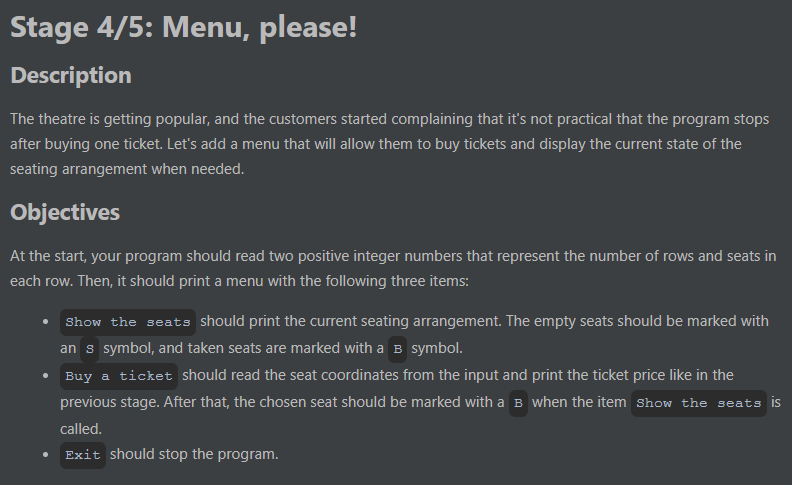 Stage 4/5: Menu, please!
Description
The theatre is getting popular, and the customers started complaining that it's not practical that the program stops
after buying one ticket. Let's add a menu that will allow them to buy tickets and display the current state of the
seating arrangement when needed.
Objectives
At the start, your program should read two positive integer numbers that represent the number of rows and seats in
each row. Then, it should print a menu with the following three items:
• Show the seats should print the current seating arrangement. The empty seats should be marked with
an S symbol, and taken seats are marked with a B symbol.
• Buy a ticket should read the seat coordinates from the input and print the ticket price like in the
previous stage. After that, the chosen seat should be marked with a B when the item Show the seats is
called.
• Exit should stop the program.